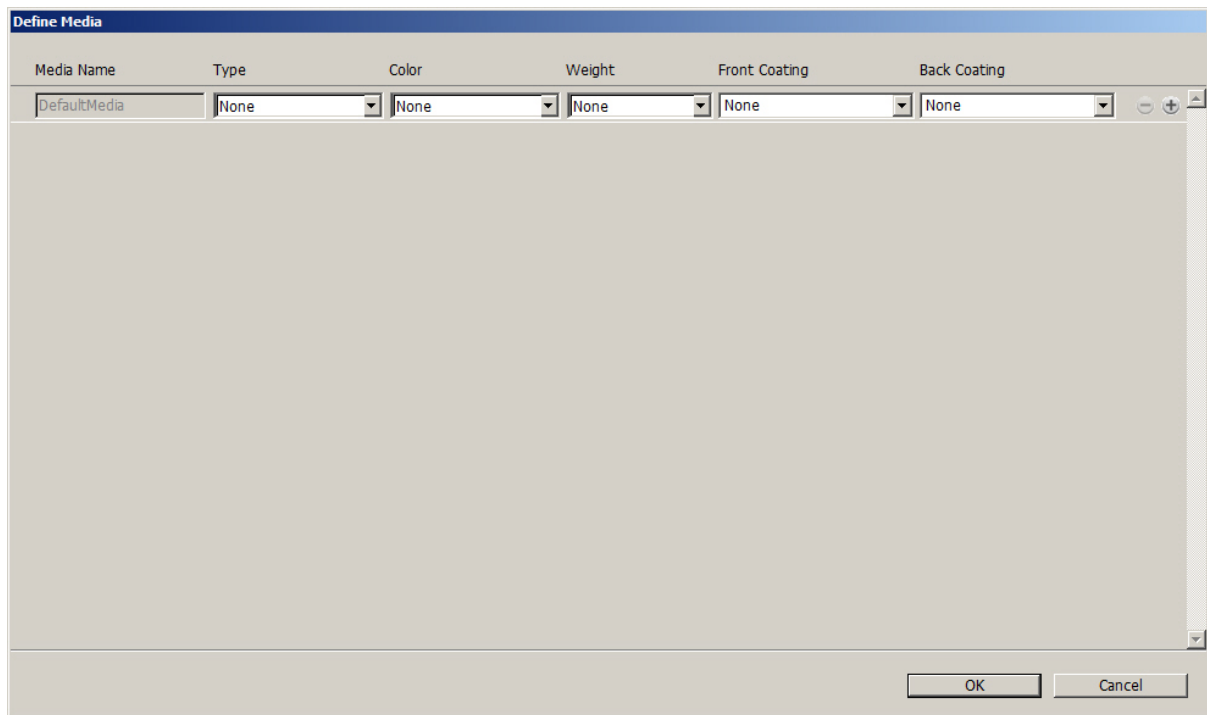 Define Media
Media Name Type Color Weight Front Coating Back Coating
DefaultMedia None None None None None
OK Cancel